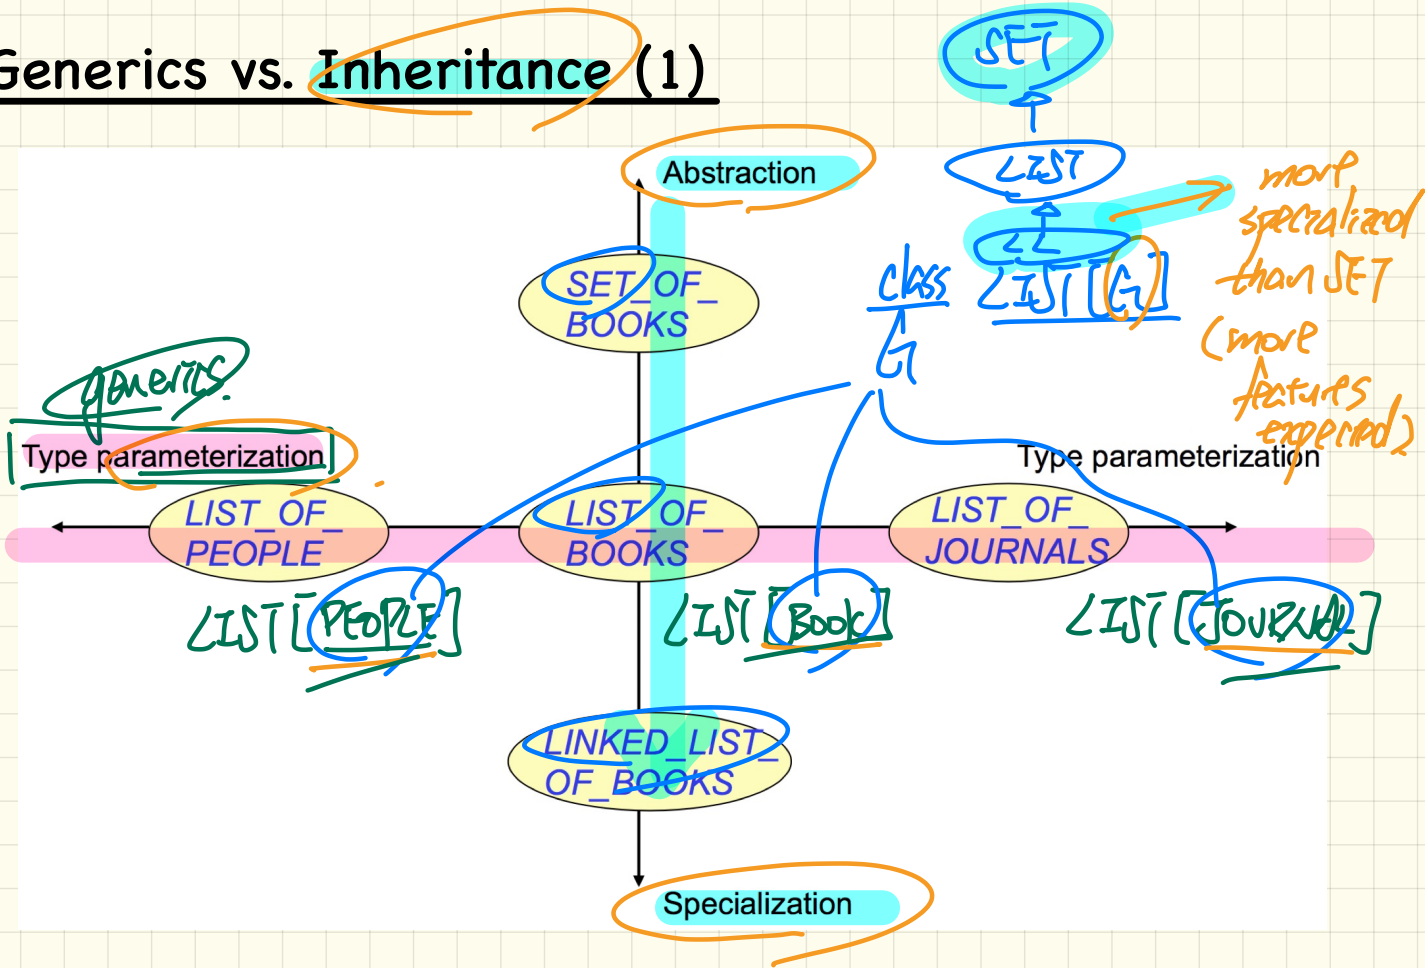 Generics vs. Inheritance (1)
SET
LIST
LL
class LIST[G]
G
more
specialized
than SET
(more
features
expected)
Abstraction
SET_OF_
BOOKS
generics.
Type parameterization
Type parameterization
LIST_OF_
PEOPLE
LIST_OF_
BOOKS
LIST_OF_
JOURNALS
LIST[PEOPLE]
LIST[BOOK]
LIST[JOURNAL]
LINKED_LIST_
OF_BOOKS
Specialization